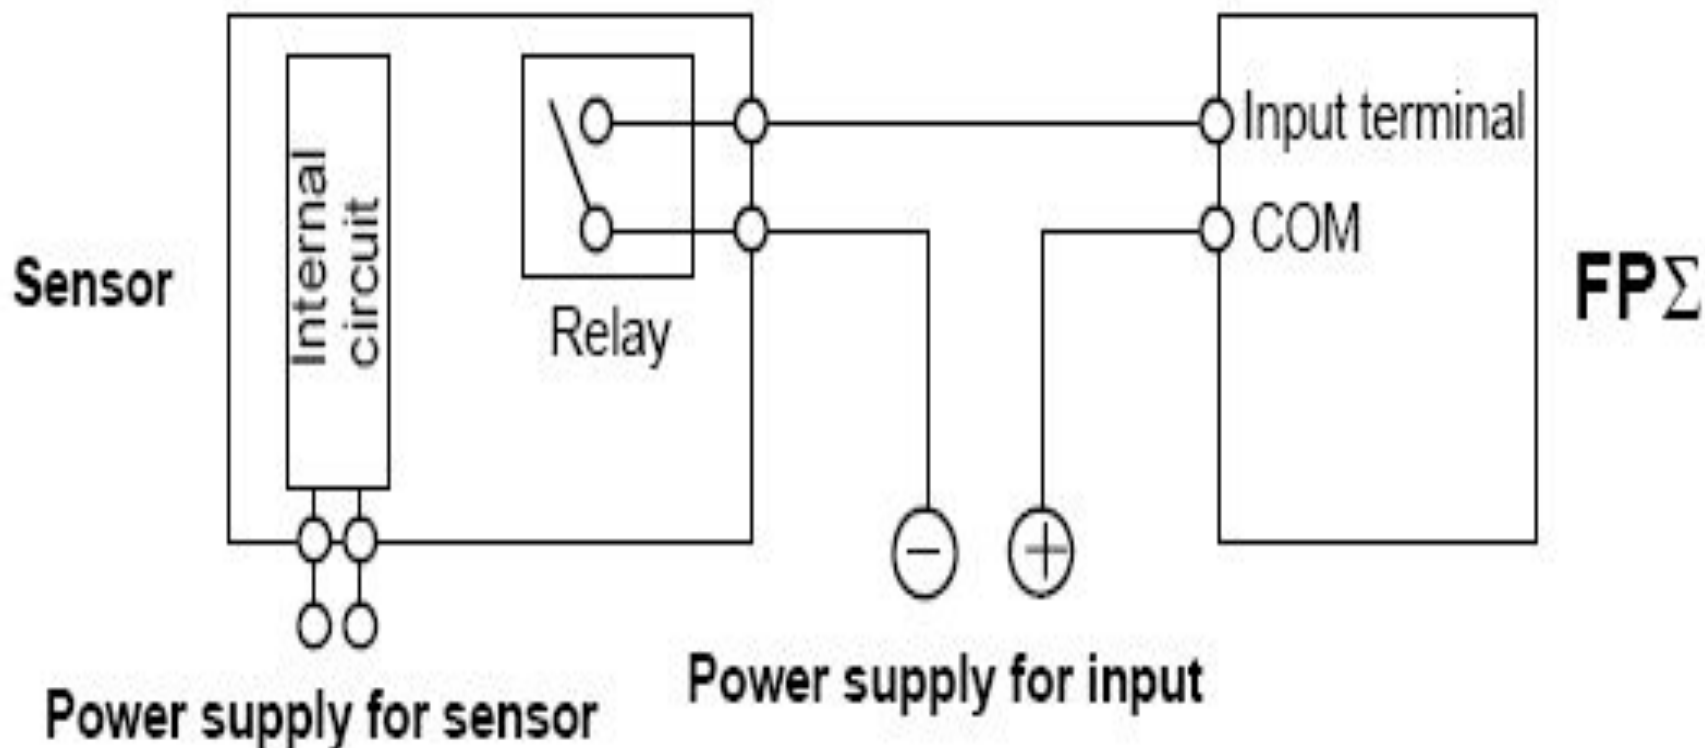 Input terminal
Internal
circuit
COM
Sensor
FPΣ
Relay
−
+
Power supply for input
Power supply for sensor